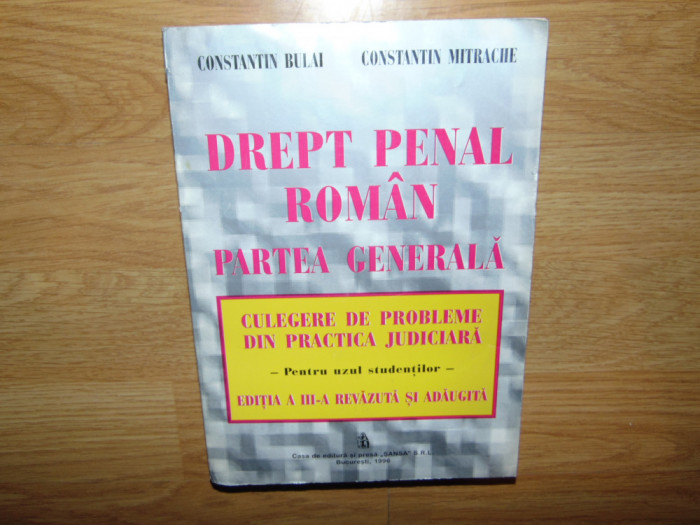 CONSTANTIN BULAI CONSTANTIN MITRACHE
DREPT PENAL
ROMÂN
PARTEA GENERALĂ
CULEGERE DE PROBLEME
DIN PRACTICA JUDICIARĂ
– Pentru uzul studenților –
EDIȚIA A III-A REVĂZUTĂ ȘI ADĂUGITĂ
Casa de editură și presă „ȘANSA" S.R.L.
București, 1996